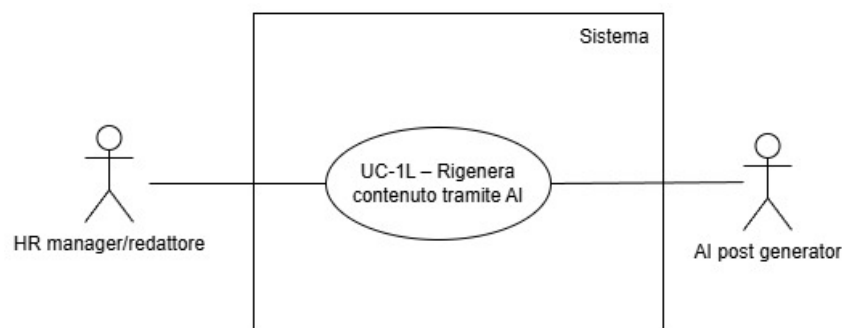 Sistema
UC-1L – Rigenera
contenuto tramite AI
HR manager/redattore
AI post generator